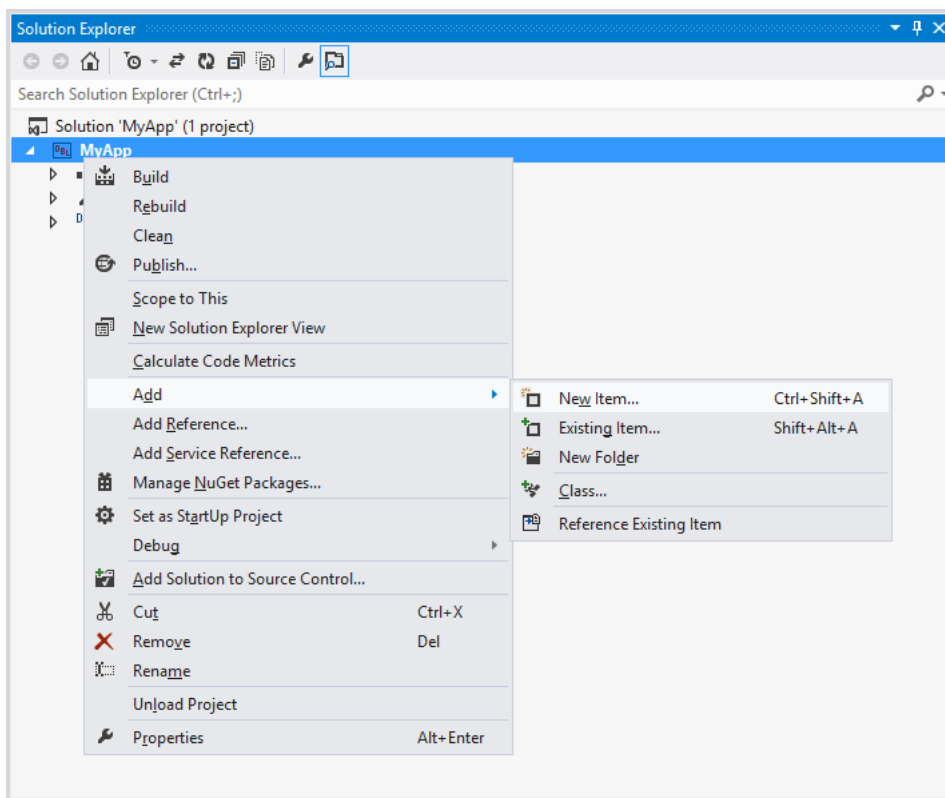 Solution Explorer
Search Solution Explorer (Ctrl+;)
Solution 'MyApp' (1 project)
DBL MyApp
Build
Rebuild
Clean
Publish...
Scope to This
New Solution Explorer View
Calculate Code Metrics
Add
New Item... Ctrl+Shift+A
Add Reference...
Existing Item... Shift+Alt+A
Add Service Reference...
New Folder
Manage NuGet Packages...
Class...
Set as StartUp Project
Reference Existing Item
Debug
Add Solution to Source Control...
Cut Ctrl+X
Remove Del
Rename
Unload Project
Properties Alt+Enter